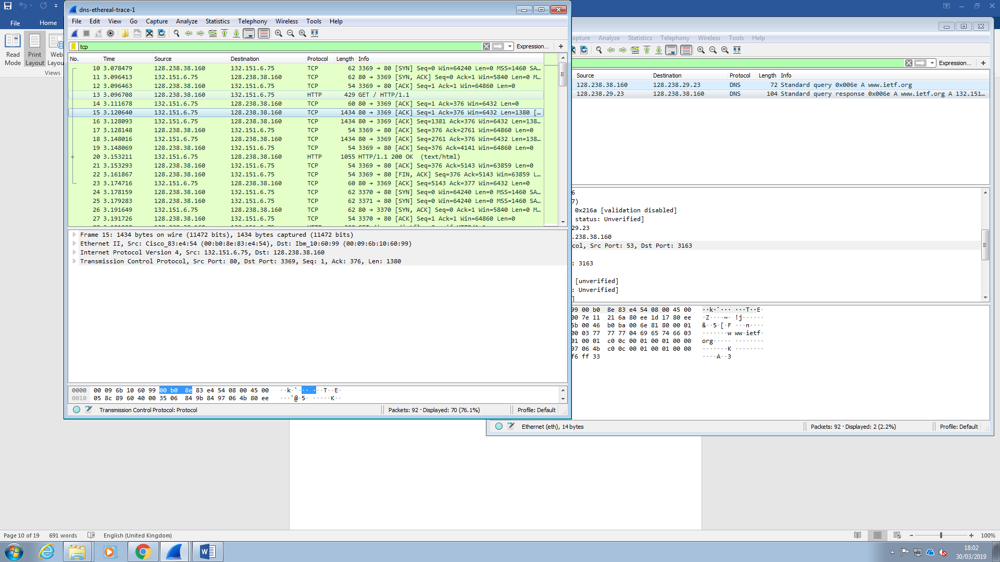 dns-ethereal-trace-1
File Edit View Go Capture Analyze Statistics Telephony Wireless Tools Help
tcp
Expression...
No. Time Source Destination Protocol Length Info
10 3.078479 128.238.38.160 132.151.6.75 TCP 62 3369 → 80 [SYN] Seq=0 Win=64240 Len=0 MSS=1460 SA…
11 3.096413 132.151.6.75 128.238.38.160 TCP 62 80 → 3369 [SYN, ACK] Seq=0 Ack=1 Win=5840 Len=0 M…
12 3.096463 128.238.38.160 132.151.6.75 TCP 54 3369 → 80 [ACK] Seq=1 Ack=1 Win=64860 Len=0
13 3.096708 128.238.38.160 132.151.6.75 HTTP 429 GET / HTTP/1.1
14 3.111678 132.151.6.75 128.238.38.160 TCP 60 80 → 3369 [ACK] Seq=1 Ack=376 Win=6432 Len=0
15 3.120640 132.151.6.75 128.238.38.160 TCP 1434 80 → 3369 [ACK] Seq=1 Ack=376 Win=6432 Len=1380 […
16 3.128093 132.151.6.75 128.238.38.160 TCP 1434 80 → 3369 [ACK] Seq=1381 Ack=376 Win=6432 Len=138…
17 3.128148 128.238.38.160 132.151.6.75 TCP 54 3369 → 80 [ACK] Seq=376 Ack=2761 Win=64860 Len=0
18 3.148016 132.151.6.75 128.238.38.160 TCP 1434 80 → 3369 [ACK] Seq=2761 Ack=376 Win=6432 Len=138…
19 3.148069 128.238.38.160 132.151.6.75 TCP 54 3369 → 80 [ACK] Seq=376 Ack=4141 Win=64860 Len=0
20 3.153211 132.151.6.75 128.238.38.160 HTTP 1055 HTTP/1.1 200 OK (text/html)
21 3.153293 128.238.38.160 132.151.6.75 TCP 54 3369 → 80 [ACK] Seq=376 Ack=5143 Win=63859 Len=0
22 3.161867 128.238.38.160 132.151.6.75 TCP 54 3369 → 80 [FIN, ACK] Seq=376 Ack=5143 Win=63859 L…
23 3.174716 132.151.6.75 128.238.38.160 TCP 60 80 → 3369 [ACK] Seq=5143 Ack=377 Win=6432 Len=0
24 3.178159 128.238.38.160 132.151.6.75 TCP 62 3370 → 80 [SYN] Seq=0 Win=64240 Len=0 MSS=1460 SA…
25 3.179283 128.238.38.160 132.151.6.75 TCP 62 3371 → 80 [SYN] Seq=0 Win=64240 Len=0 MSS=1460 SA…
26 3.191649 132.151.6.75 128.238.38.160 TCP 62 80 → 3370 [SYN, ACK] Seq=0 Ack=1 Win=5840 Len=0 M…
27 3.191726 128.238.38.160 132.151.6.75 TCP 54 3370 → 80 [ACK] Seq=1 Ack=1 Win=64860 Len=0
Frame 15: 1434 bytes on wire (11472 bits), 1434 bytes captured (11472 bits)
Ethernet II, Src: Cisco_83:e4:54 (00:b0:8e:83:e4:54), Dst: Ibm_10:60:99 (00:09:6b:10:60:99)
Internet Protocol Version 4, Src: 132.151.6.75, Dst: 128.238.38.160
Transmission Control Protocol, Src Port: 80, Dst Port: 3369, Seq: 1, Ack: 376, Len: 1380
0000 00 09 6b 10 60 99 00 b0 8e 83 e4 54 08 00 45 00 ··k·`··· ···T··E·
0010 05 8c 89 60 40 00 35 06 84 9b 84 97 06 4b 80 ee ···`@·5· ·····K··
Transmission Control Protocol: Protocol
Packets: 92 · Displayed: 70 (76.1%)
Profile: Default
File Home
Read Mode
Print Layout
Web Layou
Views
apture Analyze Statistics Telephony Wireless Tools Help
Expression...
Source Destination Protocol Length Info
128.238.38.160 128.238.29.23 DNS 72 Standard query 0x006e A www.ietf.org
128.238.29.23 128.238.38.160 DNS 104 Standard query response 0x006e A www.ietf.org A 132.151…
6
7)
0x216a [validation disabled]
status: Unverified]
29.23
.238.38.160
col, Src Port: 53, Dst Port: 3163
: 3163
[unverified]
: Unverified]
]
99 00 b0 8e 83 e4 54 08 00 45 00 ··k·`··· ···T··E·
00 7e 11 21 6a 80 ee 1d 17 80 ee ·Z····~· !j······
5b 00 46 b0 ba 00 6e 81 80 00 01 &··5·[·F ···n····
00 03 77 77 77 04 69 65 74 66 03 ·······w ww·ietf·
01 00 01 c0 0c 00 01 00 01 00 00 org····· ········
97 06 4b c0 0c 00 01 00 01 00 00 ·······K ········
f6 ff 33 ····A··3
Ethernet (eth), 14 bytes
Packets: 92 · Displayed: 2 (2.2%)
Profile: Default
Page 10 of 19 691 words English (United Kingdom) 100%
18:02
30/03/2019